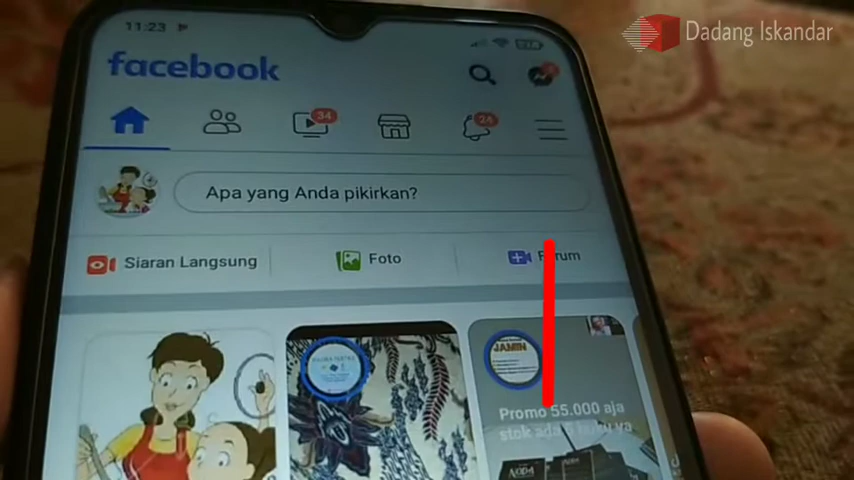 Dadang Iskandar
11:23
facebook
34
24
Apa yang Anda pikirkan?
Siaran Langsung
Foto
JAMIN
Promo 55.000 aja